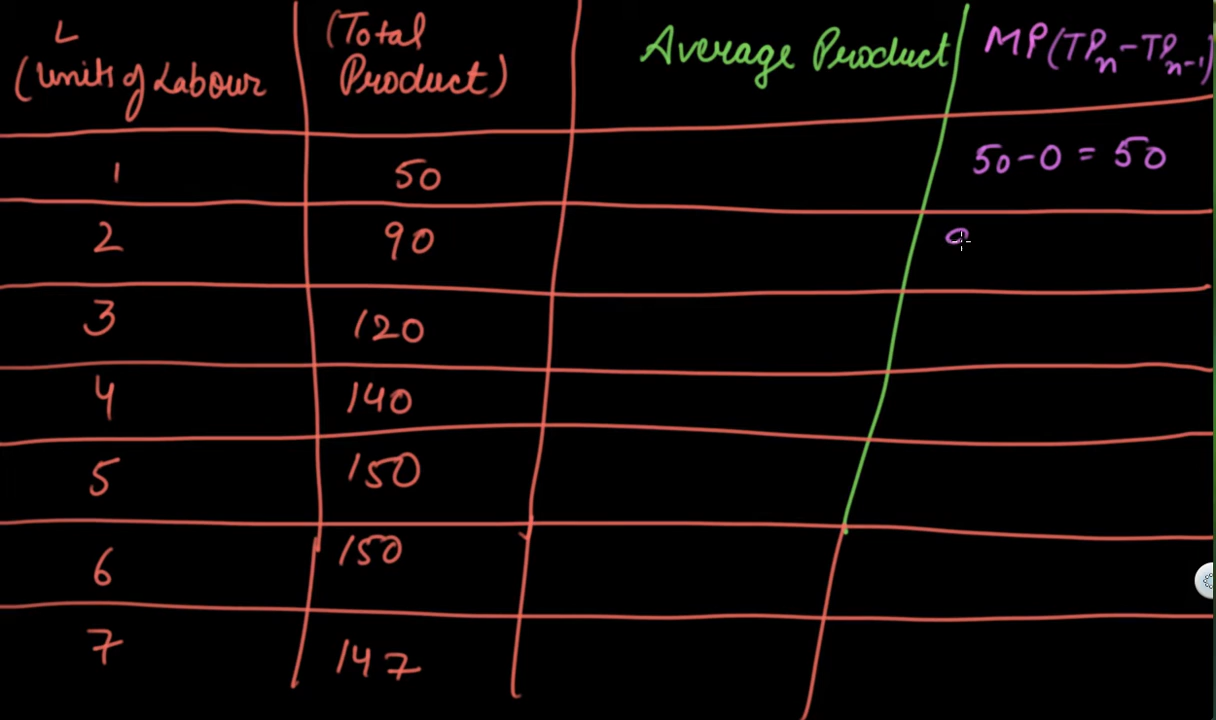 L
(Units of Labour
(Total
Product)
Average Product
MP(TPn-TPn-1)
1 50 50-0 = 50
2 90
3 120
4 140
5 150
6 150
7 147